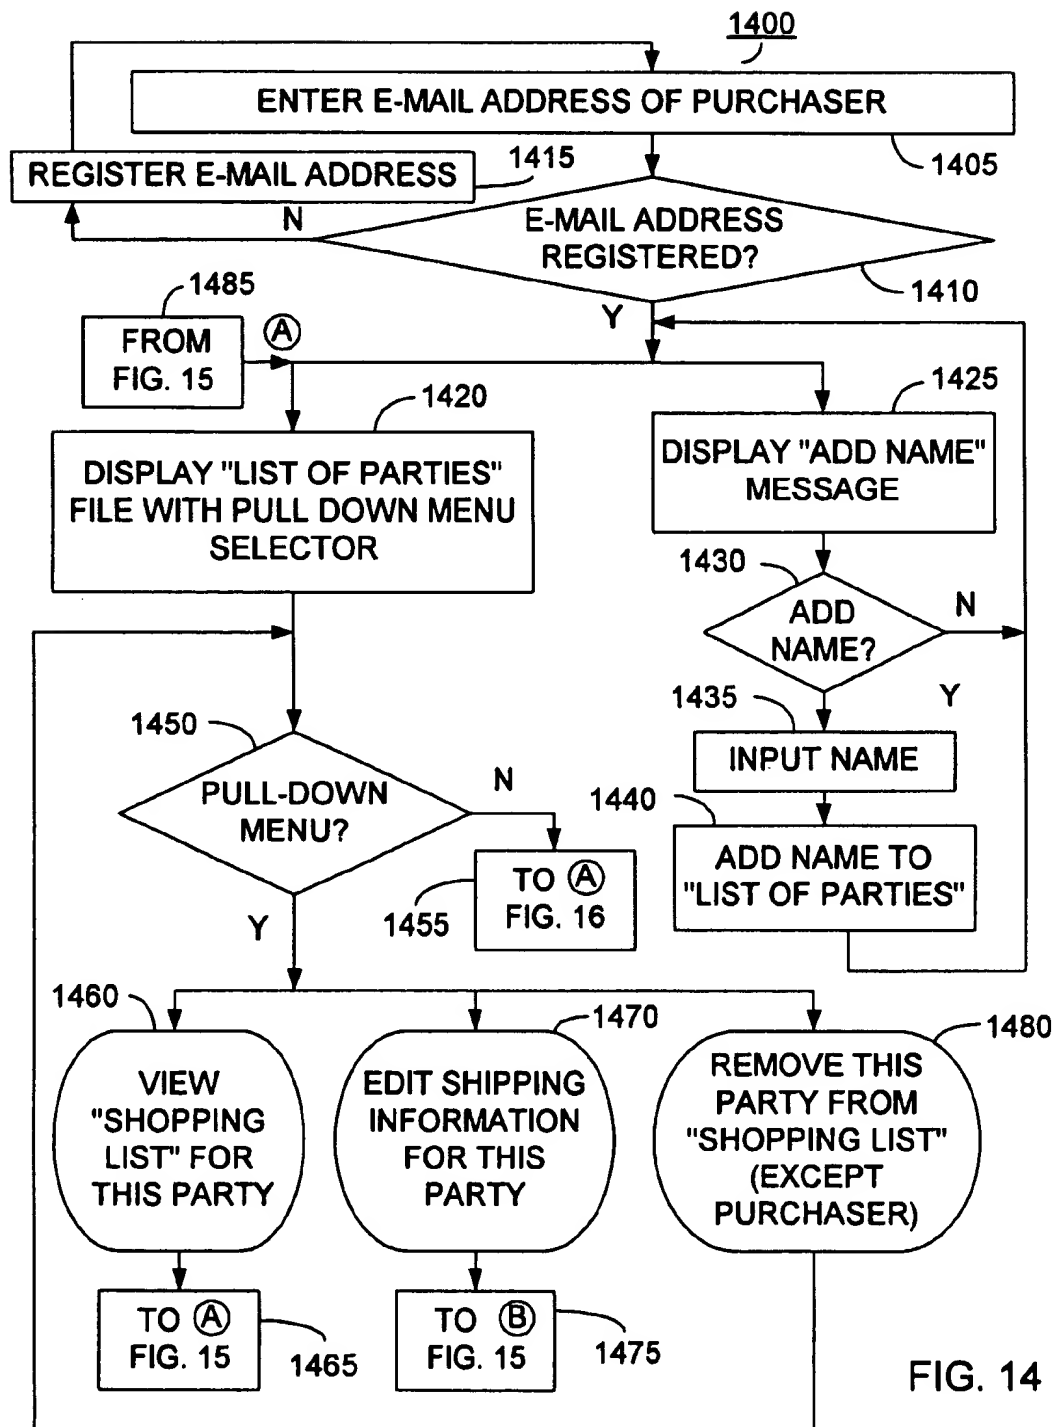 1400
ENTER E-MAIL ADDRESS OF PURCHASER
1405
REGISTER E-MAIL ADDRESS
1415
N
E-MAIL ADDRESS
REGISTERED?
1410
Y
1485
FROM
FIG. 15
A
1420
DISPLAY "LIST OF PARTIES"
FILE WITH PULL DOWN MENU
SELECTOR
1425
DISPLAY "ADD NAME"
MESSAGE
1430
ADD
NAME?
N
Y
1435
INPUT NAME
1440
ADD NAME TO
"LIST OF PARTIES"
1450
PULL-DOWN
MENU?
N
Y
TO A
FIG. 16
1455
1460
VIEW
"SHOPPING
LIST" FOR
THIS PARTY
1470
EDIT SHIPPING
INFORMATION
FOR THIS
PARTY
1480
REMOVE THIS
PARTY FROM
"SHOPPING LIST"
(EXCEPT
PURCHASER)
TO A
FIG. 15
1465
TO B
FIG. 15
1475
FIG. 14